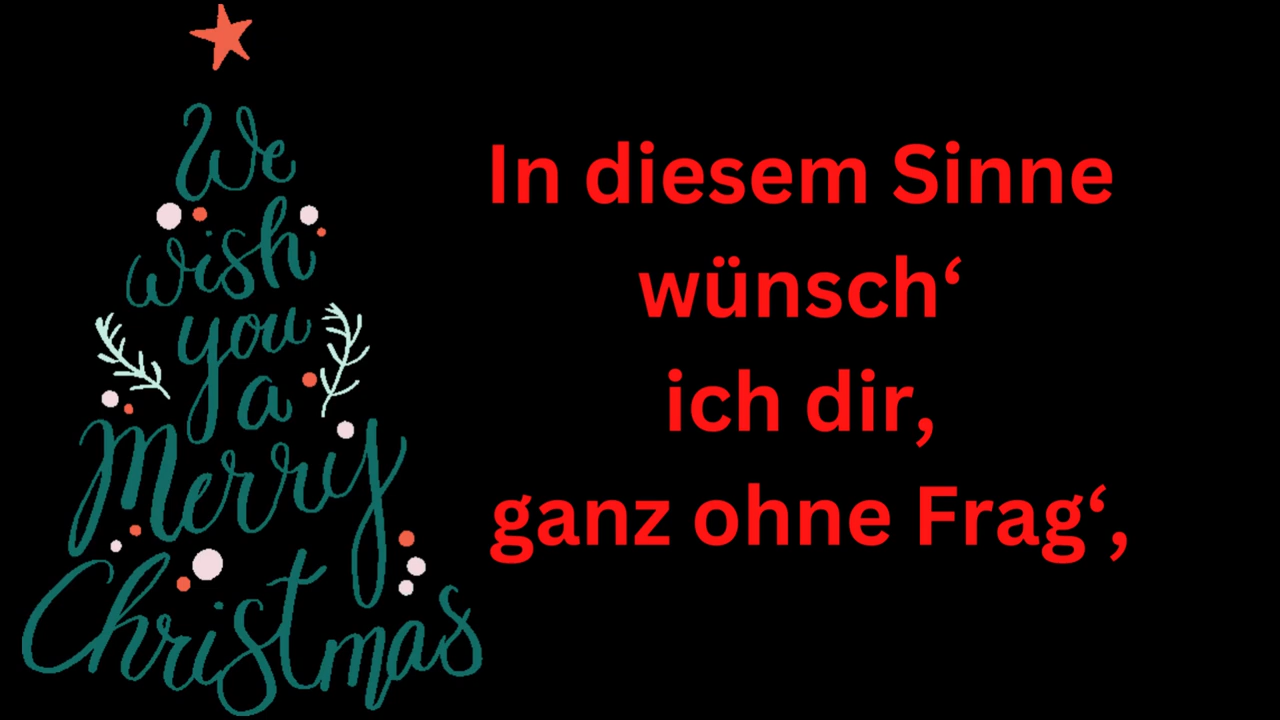 We
wish
you
a
Merry
Christmas
In diesem Sinne
wünsch‘
ich dir,
ganz ohne Frag‘,